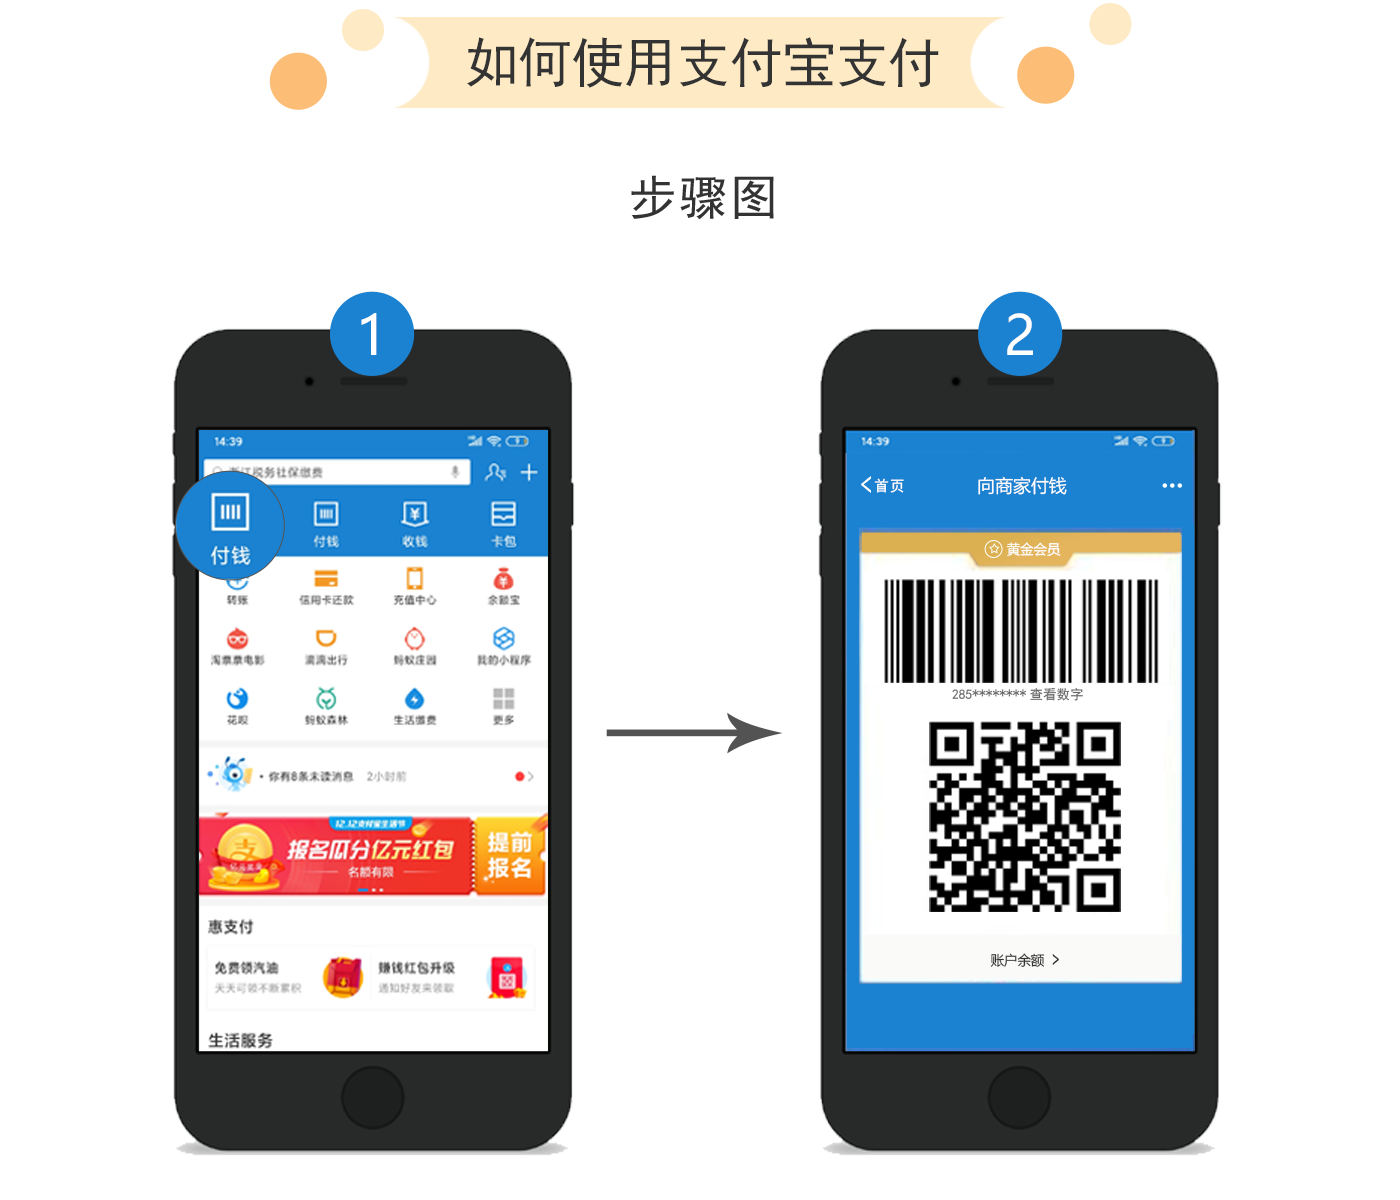 如何使用支付宝支付
步骤图
1
14:39
浙江税务社保缴费
付钱
付钱 收钱 卡包
转账 信用卡还款 充值中心 余额宝
淘票票电影 滴滴出行 蚂蚁庄园 我的小程序
花呗 蚂蚁森林 生活缴费 更多
· 你有8条未读消息 2小时前
12.12支付宝生活节
报名瓜分亿元红包
名额有限
提前
报名
惠支付
免费领汽油
天天可领不断累积
赚钱红包升级
通知好友来领取
生活服务
2
14:39
首页 向商家付钱
黄金会员
285******** 查看数字
账户余额